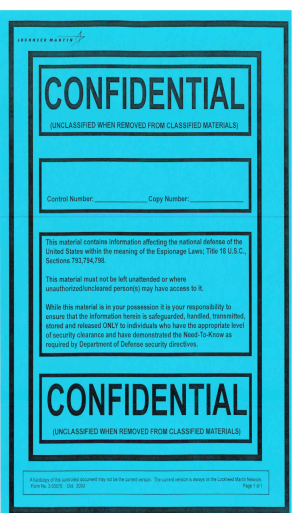 LOCKHEED MARTIN
CONFIDENTIAL
(UNCLASSIFIED WHEN REMOVED FROM CLASSIFIED MATERIALS)
Control Number: ________________ Copy Number: ________________
This material contains information affecting the national defense of the
United States within the meaning of the Espionage Laws; Title 18 U.S.C.,
Sections 793,794,798.
This material must not be left unattended or where
unauthorized/uncleared person(s) may have access to it.
While this material is in your possession it is your responsibility to
ensure that the information herein is safeguarded, handled, transmitted,
stored and released ONLY to individuals who have the appropriate level
of security clearance and have demonstrated the Need-To-Know as
required by Department of Defense security directives.
CONFIDENTIAL
(UNCLASSIFIED WHEN REMOVED FROM CLASSIFIED MATERIALS)
A hardcopy of this controlled document may not be the current version. The current version is always on the Lockheed Martin Network.
Form No. Oct. 2003 Page 1 of 1